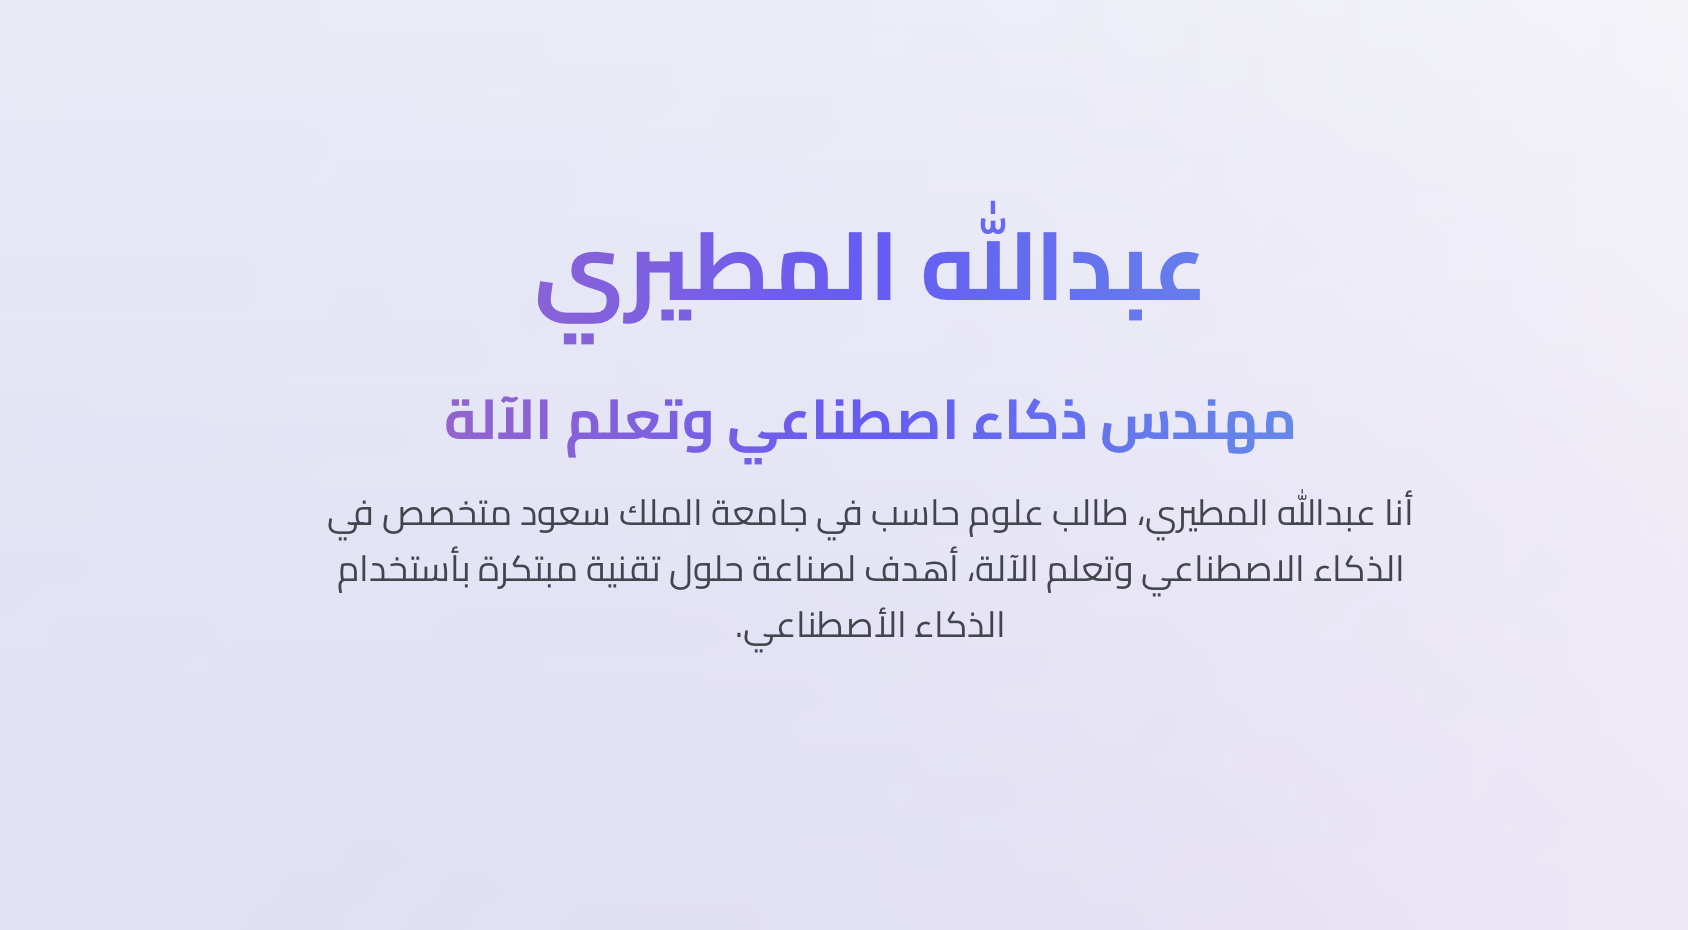 عبدالله المطيري
مهندس ذكاء اصطناعي وتعلم الآلة
أنا عبدالله المطيري، طالب علوم حاسب في جامعة الملك سعود متخصص في
الذكاء الاصطناعي وتعلم الآلة، أهدف لصناعة حلول تقنية مبتكرة بأستخدام
الذكاء الأصطناعي.